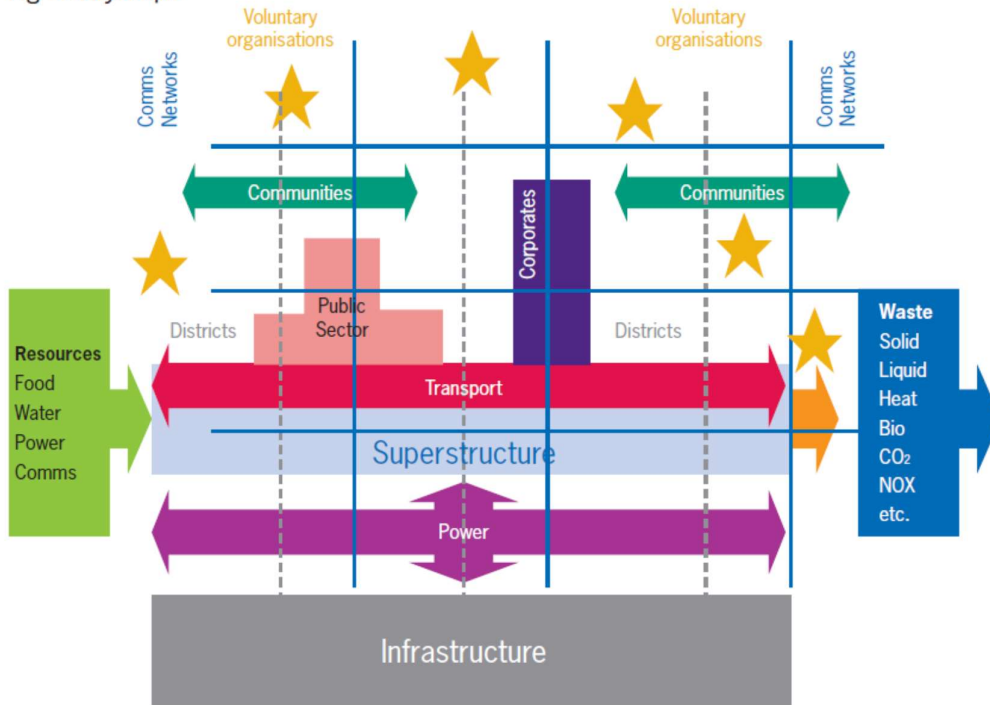 Voluntary
organisations
Voluntary
organisations
Comms
Networks
Comms
Networks
Communities
Communities
Corporates
Public
Sector
Districts
Districts
Resources
Food
Water
Power
Comms
Transport
Superstructure
Power
Infrastructure
Waste
Solid
Liquid
Heat
Bio
CO₂
NOX
etc.